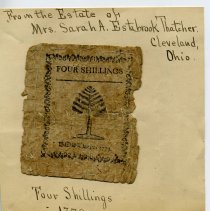 From the Estate of
Mrs. Sarah A. Estabrook Thatcher.
Cleveland,
Ohio.
FOUR SHILLINGS
Four Shillings